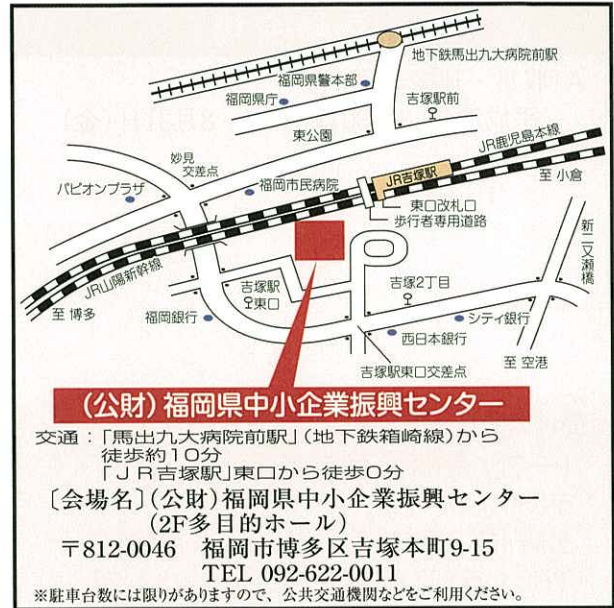 地下鉄馬出九大病院前駅
福岡県警本部
福岡県庁
吉塚駅前
東公園
JR鹿児島本線
妙見
交差点
JR吉塚駅
至 小倉
パピオンプラザ
福岡市民病院
東口改札口
歩行者専用道路
新二又瀬橋
JR山陽新幹線
吉塚駅
東口
吉塚2丁目
至 博多
福岡銀行
シティ銀行
西日本銀行
至 空港
吉塚駅東口交差点
(公財)福岡県中小企業振興センター
交通：「馬出九大病院前駅」(地下鉄箱崎線)から
徒歩約10分
「JR吉塚駅」東口から徒歩0分
〔会場名〕(公財)福岡県中小企業振興センター
(2F多目的ホール)
〒812-0046 福岡市博多区吉塚本町9-15
TEL 092-622-0011
※駐車台数には限りがありますので、公共交通機関などをご利用ください。